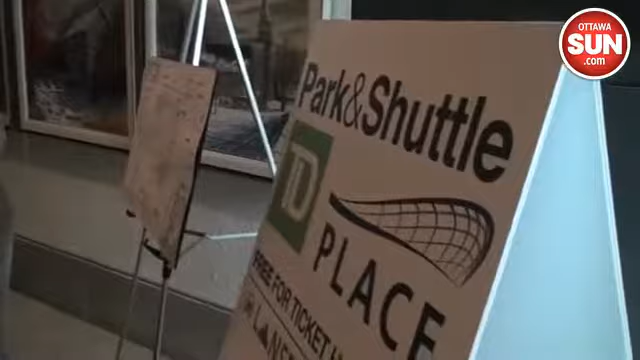 OTTAWA
SUN
.com
Park&Shuttle
TD
PLACE
FREE FOR TICKET